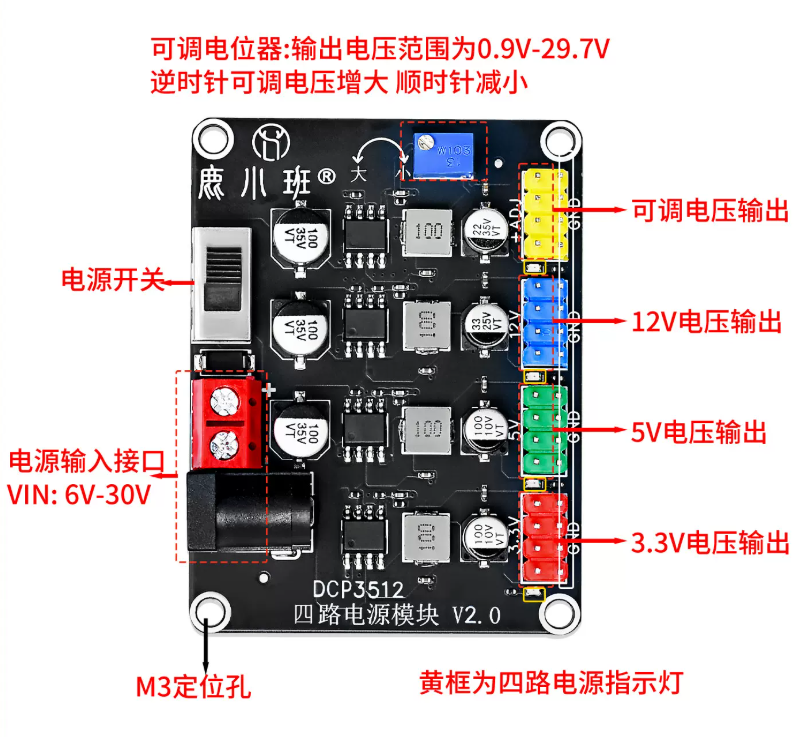 可调电位器:输出电压范围为0.9V-29.7V
逆时针可调电压增大 顺时针减小
鹿小班®
大 小
+ADJ
GND
可调电压输出
100
35V
VT
100
22
35V
VT
电源开关
12V
GND
12V电压输出
100
35V
VT
100
33
25V
VT
+
5V
GND
5V电压输出
100
35V
VT
100
100
10V
VT
电源输入接口
VIN: 6V-30V
3.3V
GND
3.3V电压输出
100
100
10V
VT
DCP3512
四路电源模块 V2.0
M3定位孔
黄框为四路电源指示灯